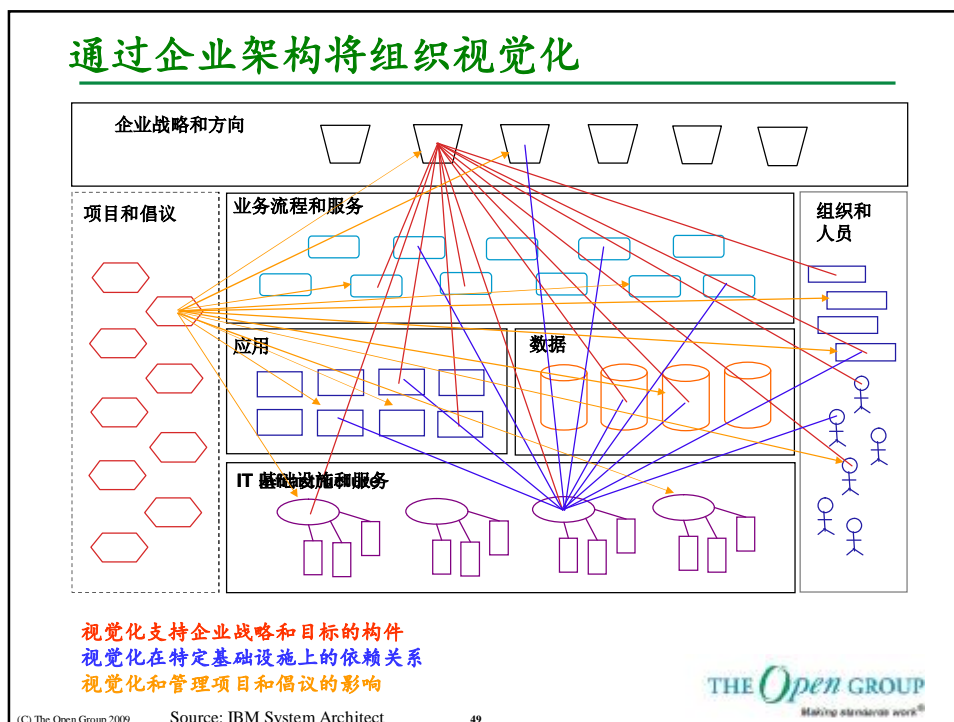 通过企业架构将组织视觉化
企业战略和方向
项目和倡议
业务流程和服务
组织和
人员
应用
数据
IT 基础设施和服务
视觉化支持企业战略和目标的构件
视觉化在特定基础设施上的依赖关系
视觉化和管理项目和倡议的影响
THE Open GROUP
Making standards work®
(C) The Open Group 2009
Source: IBM System Architect
49